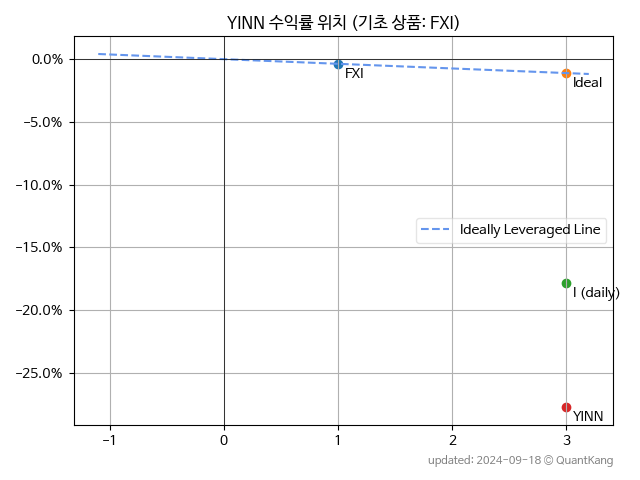 YINN 수익률 위치 (기초 상품: FXI)
0.0%
FXI
Ideal
−5.0%
−10.0%
Ideally Leveraged Line
−15.0%
I (daily)
−20.0%
−25.0%
YINN
−1 0 1 2 3
updated: 2024-09-18 © QuantKang